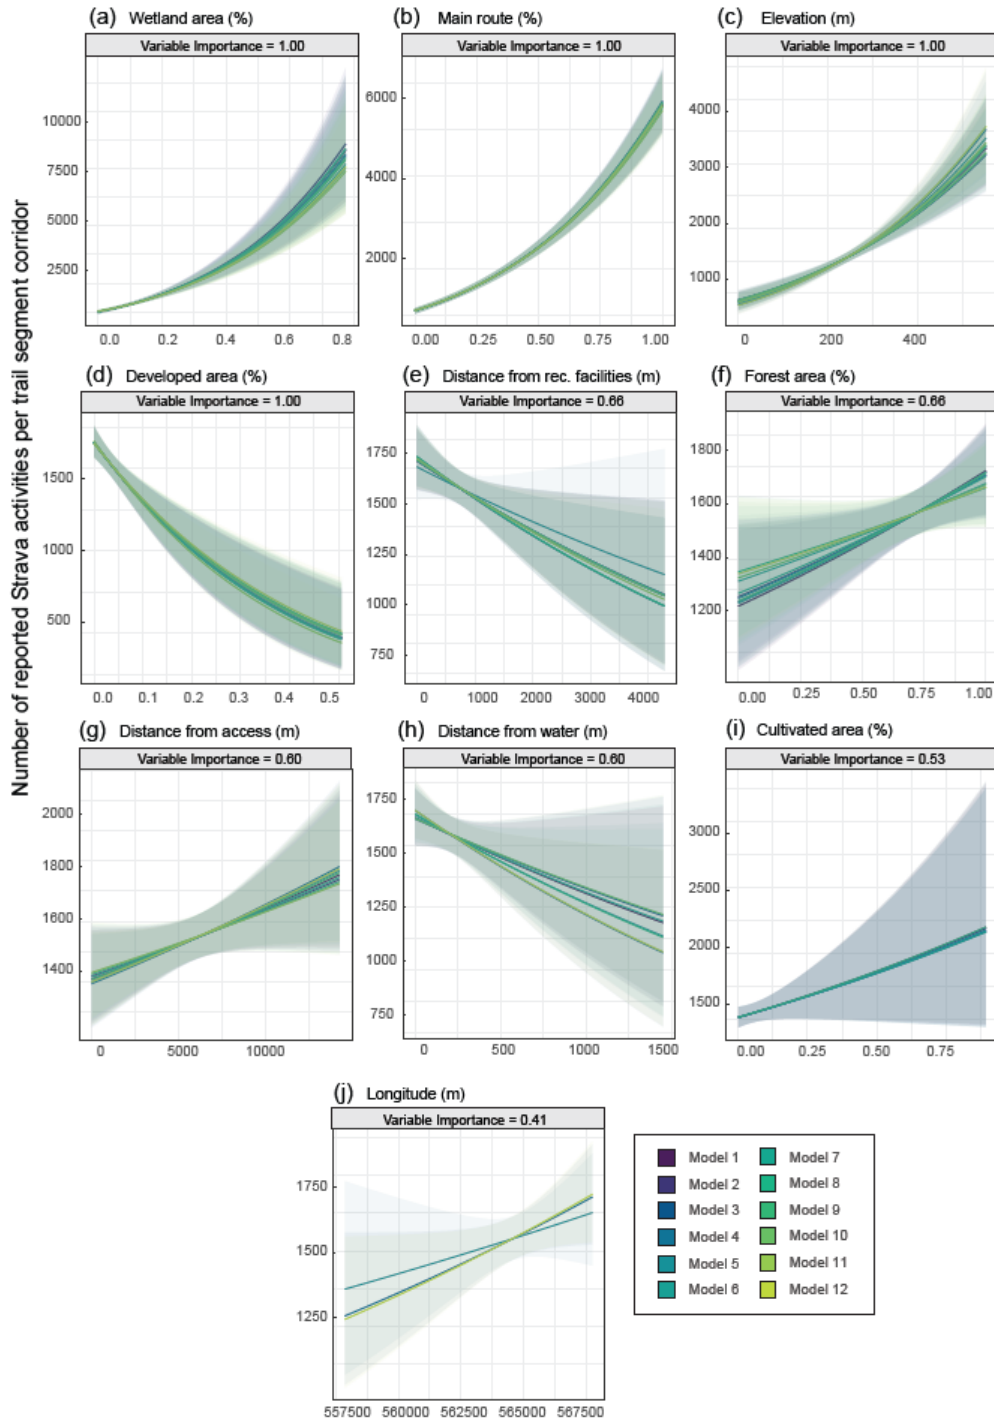 Number of reported Strava activities per trail segment corridor
(a) Wetland area (%)
Variable Importance = 1.00
10000
7500
5000
2500
0.0 0.2 0.4 0.6 0.8
(b) Main route (%)
Variable Importance = 1.00
6000
4000
2000
0.00 0.25 0.50 0.75 1.00
(c) Elevation (m)
Variable Importance = 1.00
4000
3000
2000
1000
0 200 400
(d) Developed area (%)
Variable Importance = 1.00
1500
1000
500
0.0 0.1 0.2 0.3 0.4 0.5
(e) Distance from rec. facilities (m)
Variable Importance = 0.66
1750
1500
1250
1000
750
0 1000 2000 3000 4000
(f) Forest area (%)
Variable Importance = 0.66
1800
1600
1400
1200
0.00 0.25 0.50 0.75 1.00
(g) Distance from access (m)
Variable Importance = 0.60
2000
1800
1600
1400
0 5000 10000
(h) Distance from water (m)
Variable Importance = 0.60
1750
1500
1250
1000
750
0 500 1000 1500
(i) Cultivated area (%)
Variable Importance = 0.53
3000
2500
2000
1500
0.00 0.25 0.50 0.75
(j) Longitude (m)
Variable Importance = 0.41
1750
1500
1250
557500 560000 562500 565000 567500
Model 1
Model 2
Model 3
Model 4
Model 5
Model 6
Model 7
Model 8
Model 9
Model 10
Model 11
Model 12